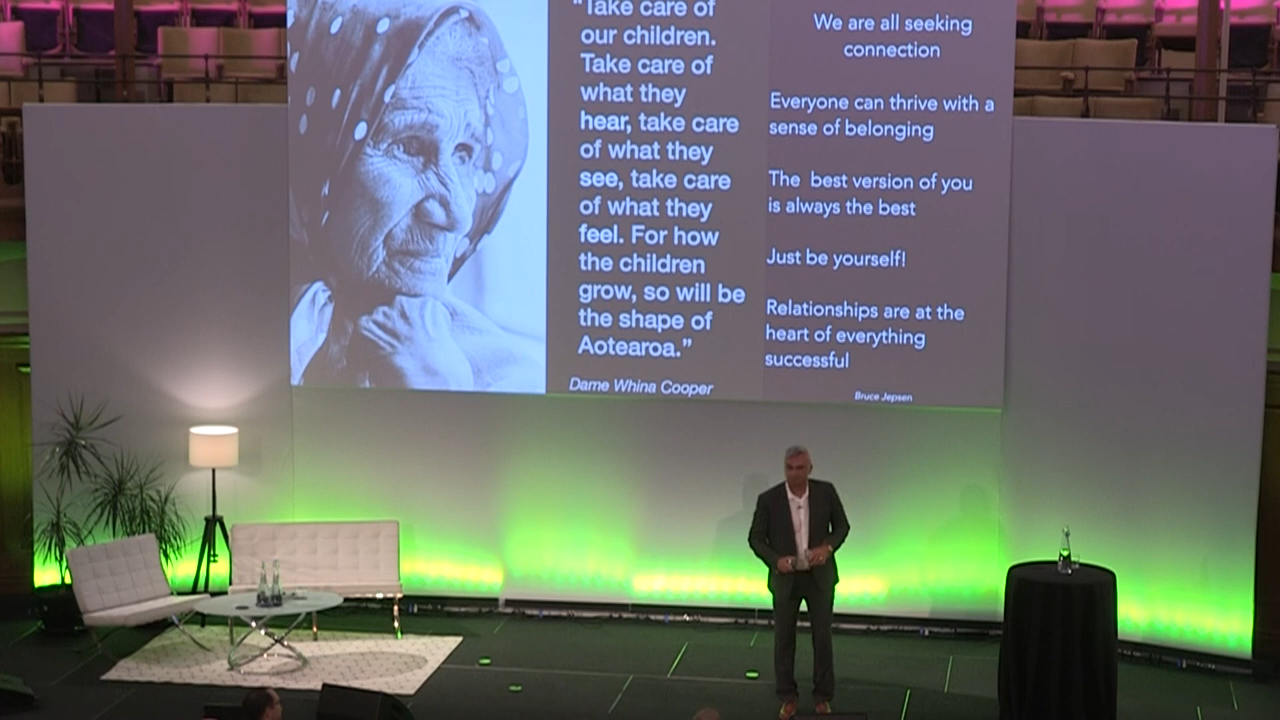 “Take care of
our children.
Take care of
what they
hear, take care
of what they
see, take care
of what they
feel. For how
the children
grow, so will be
the shape of
Aotearoa.”
Dame Whina Cooper
We are all seeking
connection
Everyone can thrive with a
sense of belonging
The best version of you
is always the best
Just be yourself!
Relationships are at the
heart of everything
successful
Bruce Jepsen